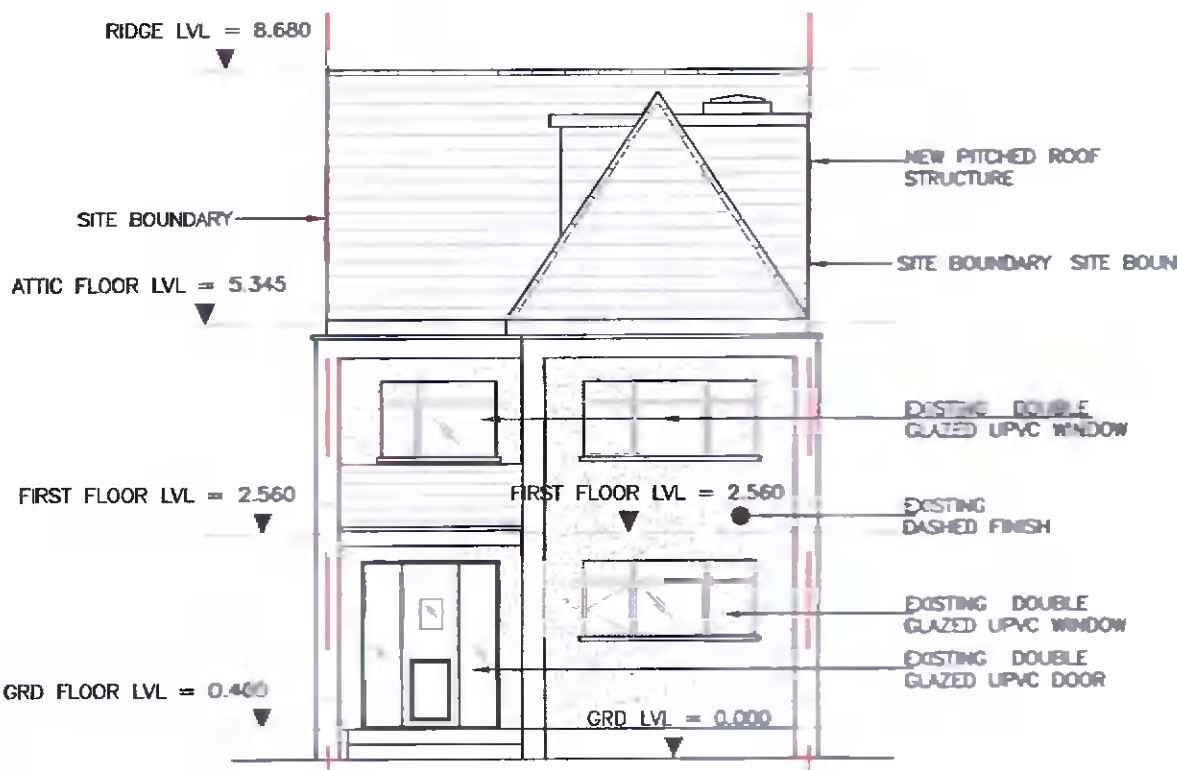 RIDGE LVL = 8.680
NEW PITCHED ROOF
STRUCTURE
SITE BOUNDARY
SITE BOUNDARY SITE BOUN
ATTIC FLOOR LVL = 5.345
EXISTING DOUBLE
GLAZED UPVC WINDOW
FIRST FLOOR LVL = 2.560
FIRST FLOOR LVL = 2.560
EXISTING
DASHED FINISH
EXISTING DOUBLE
GLAZED UPVC WINDOW
EXISTING DOUBLE
GLAZED UPVC DOOR
GRD FLOOR LVL = 0.400
GRD LVL = 0.000